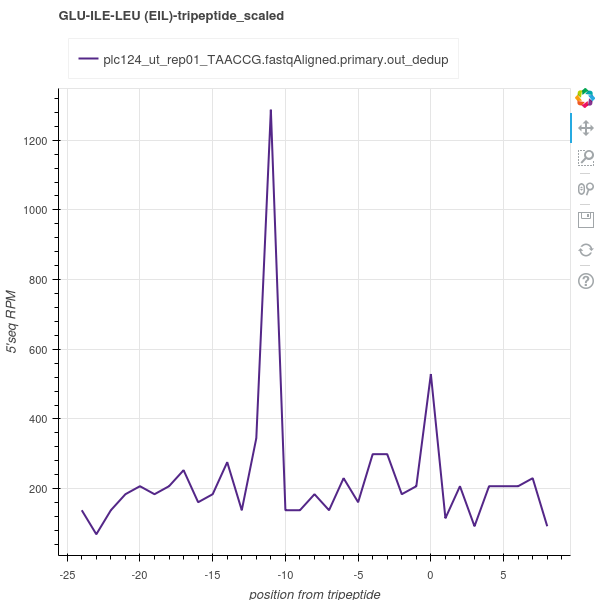 GLU-ILE-LEU (EIL)-tripeptide_scaled
plc124_ut_rep01_TAACCG.fastqAligned.primary.out_dedup
1200
1000
800
600
400
200
5'seq RPM
-25 -20 -15 -10 -5 0 5
position from tripeptide